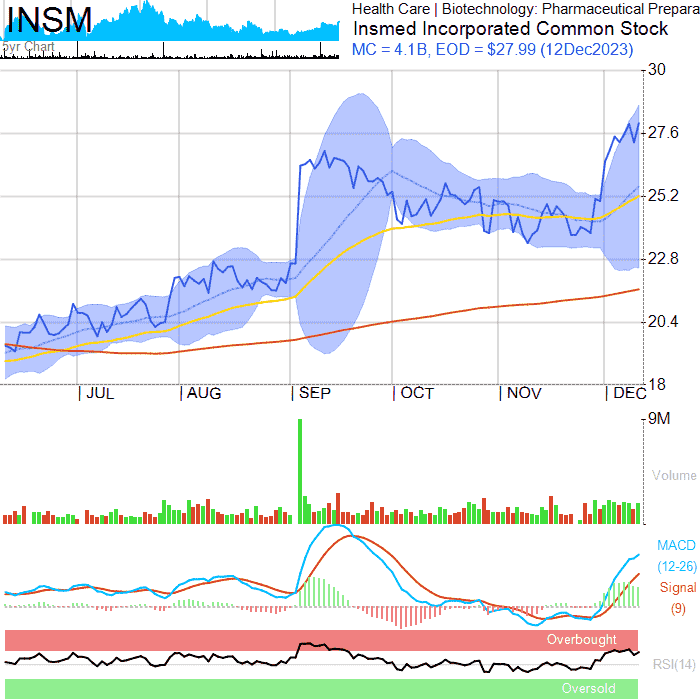 INSM
5yr Chart
Health Care | Biotechnology: Pharmaceutical Prepara
Insmed Incorporated Common Stock
MC = 4.1B, EOD = $27.99 (12Dec2023)
30
27.6
25.2
22.8
20.4
18
| JUL | AUG | SEP | OCT | NOV | DEC
9M
Volume
MACD
(12-26)
Signal
(9)
Overbought
RSI(14)
Oversold